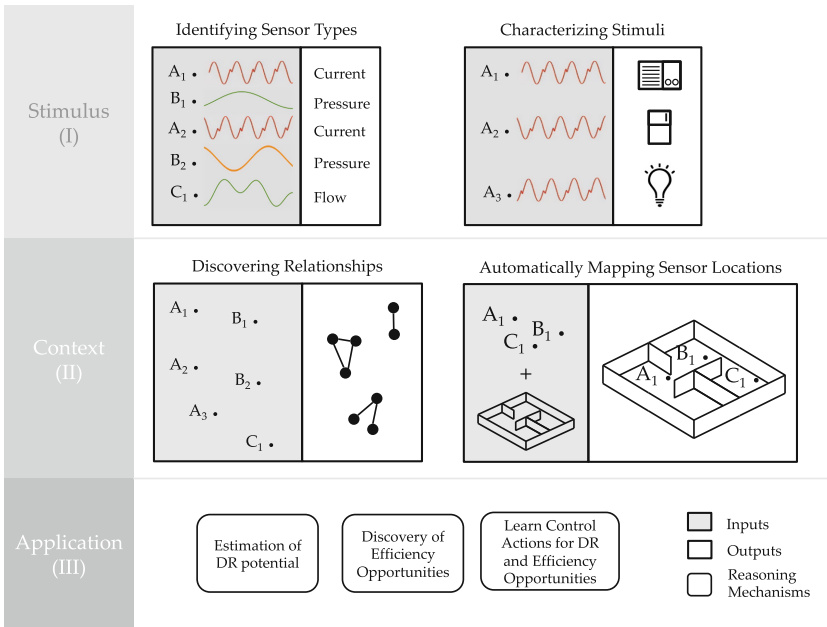 Stimulus
(I)
Identifying Sensor Types
A₁
Current
B₁
Pressure
A₂
Current
B₂
Pressure
C₁
Flow
Characterizing Stimuli
A₁
A₂
A₃
Context
(II)
Discovering Relationships
A₁
B₁
A₂
B₂
A₃
C₁
Automatically Mapping Sensor Locations
A₁
B₁
C₁
+
B₁
A₁
C₁
Application
(III)
Estimation of
DR potential
Discovery of
Efficiency
Opportunities
Learn Control
Actions for DR
and Efficiency
Opportunities
Inputs
Outputs
Reasoning
Mechanisms